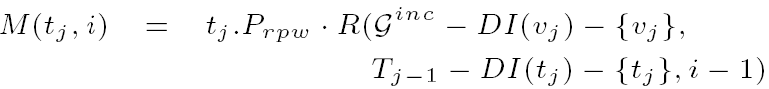 M(t_j, i) = t_j.P_{rpw} · R(𝒢^{inc} − DI(v_j) − {v_j},
T_{j−1} − DI(t_j) − {t_j}, i − 1)